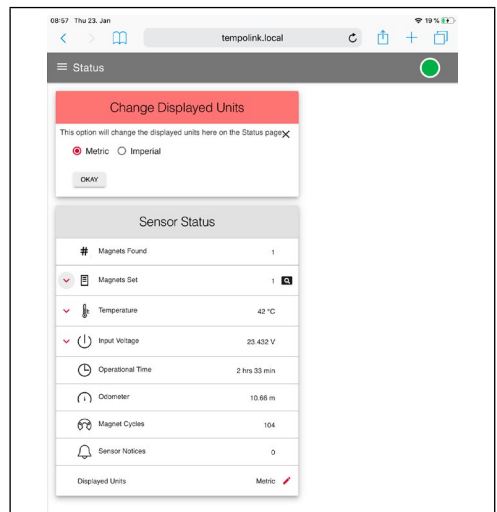 08:57 Thu 23. Jan 19 %
tempolink.local
Status
Change Displayed Units
This option will change the displayed units here on the Status page
Metric Imperial
OKAY
Sensor Status
# Magnets Found 1
Magnets Set 1
Temperature 42 °C
Input Voltage 23.432 V
Operational Time 2 hrs 33 min
Odometer 10.66 m
Magnet Cycles 104
Sensor Notices 0
Displayed Units Metric